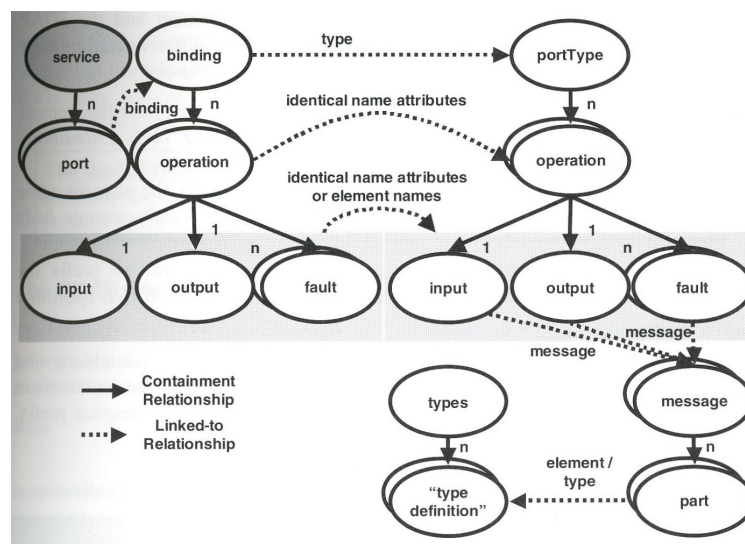 service
binding
type
portType
n
binding
n
n
identical name attributes
port
operation
operation
identical name attributes
or element names
1
1
n
1
1
n
input
output
fault
input
output
fault
message
message
Containment
Relationship
types
message
Linked-to
Relationship
n
n
element /
type
"type
definition"
part